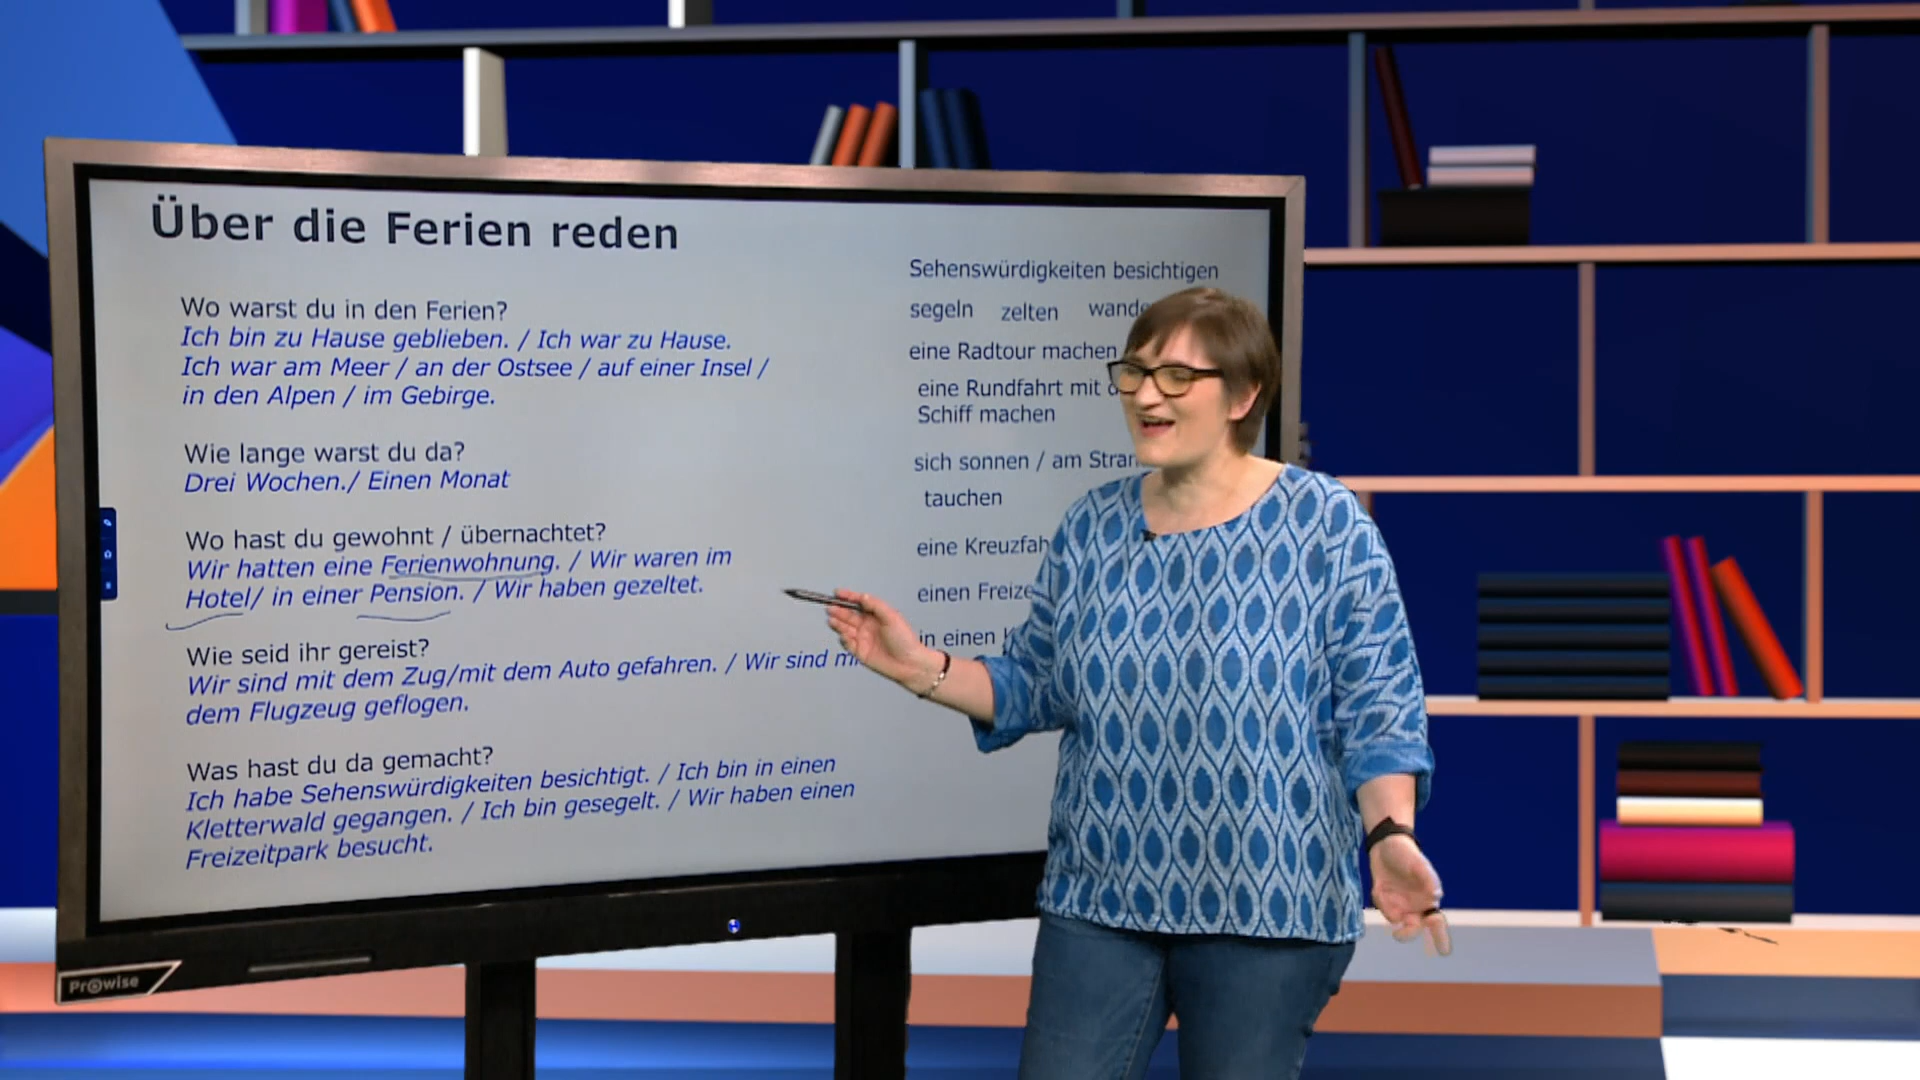 Über die Ferien reden
Wo warst du in den Ferien?
Ich bin zu Hause geblieben. / Ich war zu Hause.
Ich war am Meer / an der Ostsee / auf einer Insel /
in den Alpen / im Gebirge.
Wie lange warst du da?
Drei Wochen./ Einen Monat
Wo hast du gewohnt / übernachtet?
Wir hatten eine Ferienwohnung. / Wir waren im
Hotel/ in einer Pension. / Wir haben gezeltet.
Wie seid ihr gereist?
Wir sind mit dem Zug/mit dem Auto gefahren. / Wir sind
dem Flugzeug geflogen.
Was hast du da gemacht?
Ich habe Sehenswürdigkeiten besichtigt. / Ich bin in einen
Kletterwald gegangen. / Ich bin gesegelt. / Wir haben einen
Freizeitpark besucht.
Sehenswürdigkeiten besichtigen
segeln zelten
eine Radtour machen
eine Rundfahrt mit
Schiff machen
sich sonnen / am
tauchen
eine
einen
in einen
Prowise